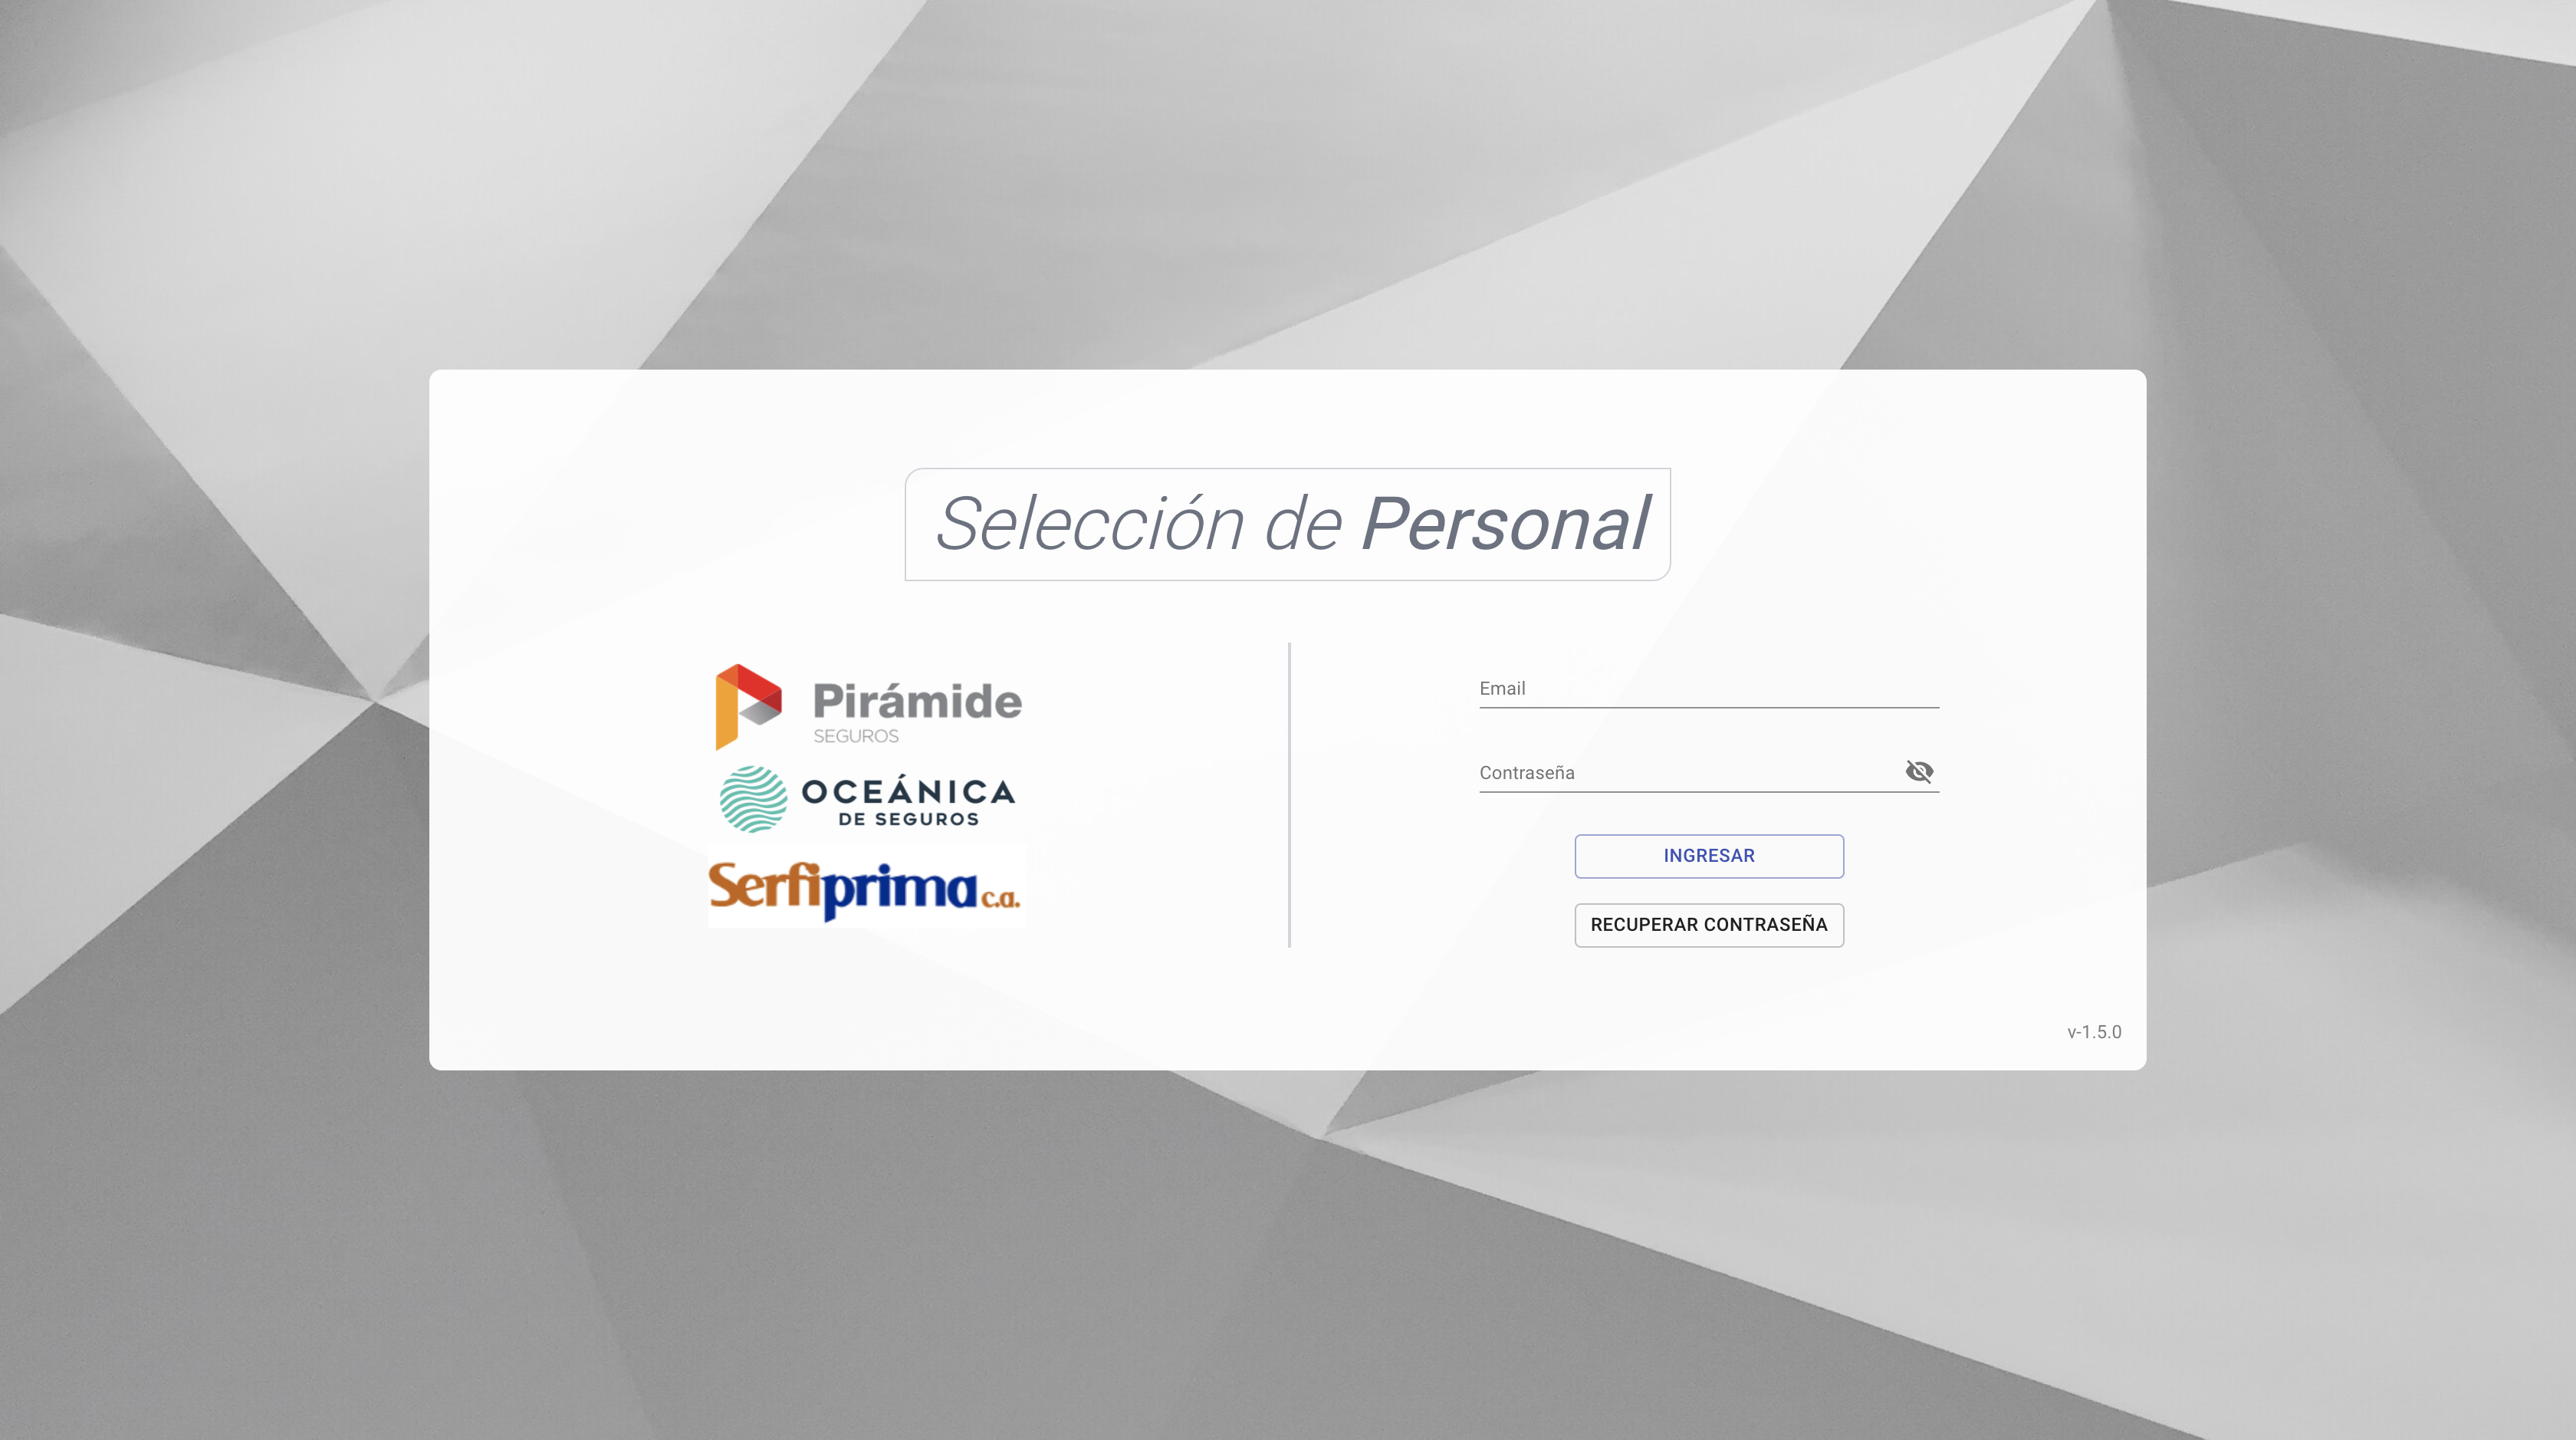 Selección de Personal
Pirámide
SEGUROS
OCEÁNICA
DE SEGUROS
Serfiprima c.a.
Email
Contraseña
INGRESAR
RECUPERAR CONTRASEÑA
v-1.5.0